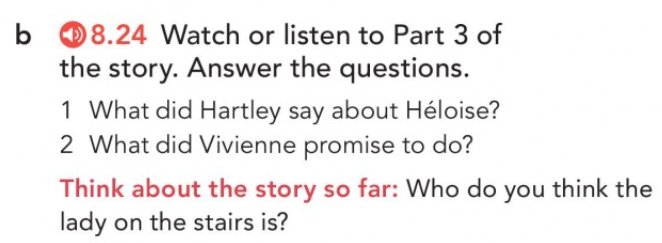 b 8.24 Watch or listen to Part 3 of
the story. Answer the questions.
1 What did Hartley say about Héloise?
2 What did Vivienne promise to do?
Think about the story so far: Who do you think the
lady on the stairs is?